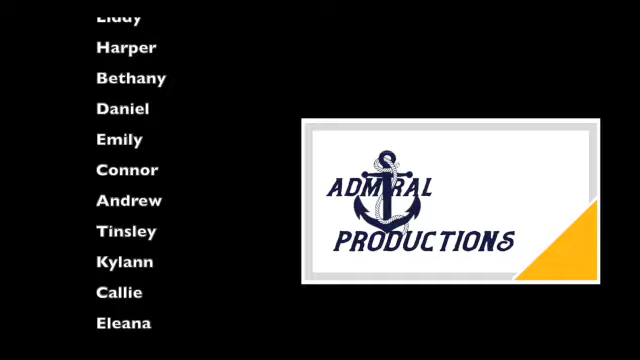 Harper
Bethany
Daniel
Emily
Connor
Andrew
Tinsley
Kylann
Callie
Eleana
ADMIRAL
PRODUCTIONS